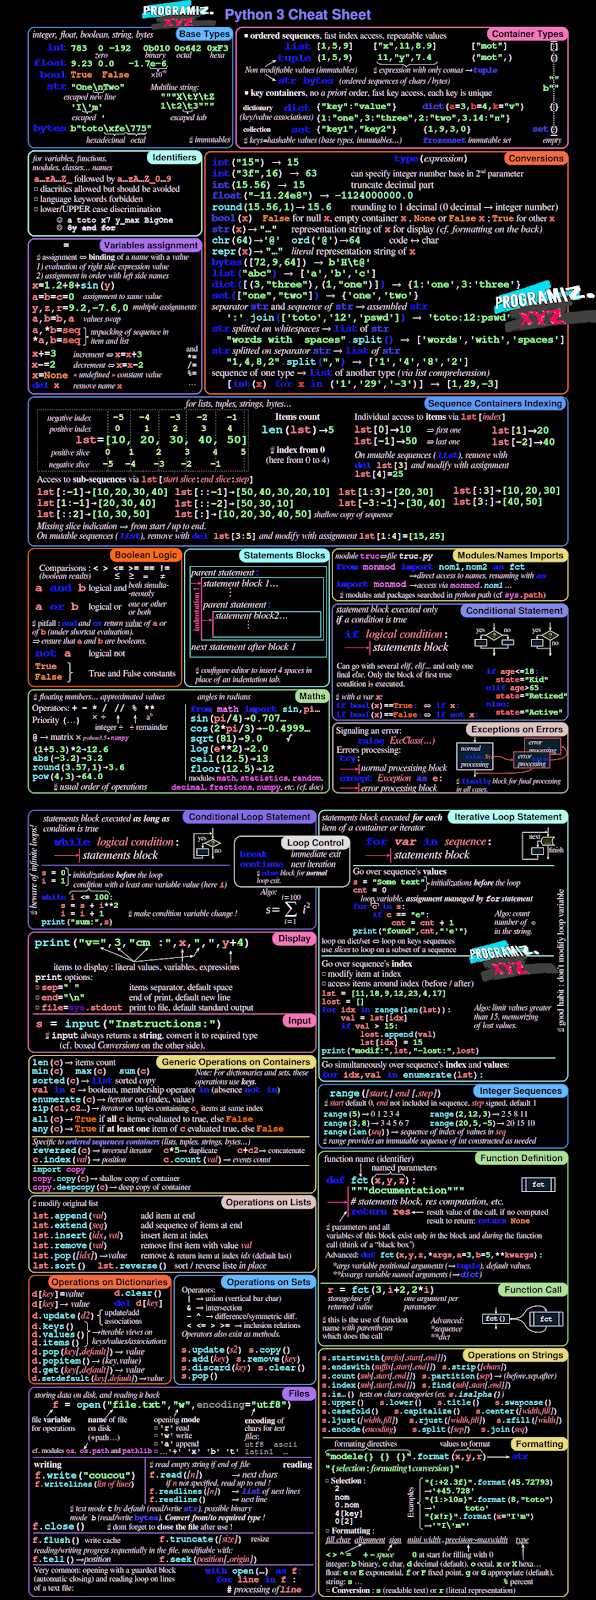 PROGRAMIZ.
XYZ
Python 3 Cheat Sheet
integer, float, boolean, string, bytes
Base Types
int 783 0 -192 0b010 0o642 0xF3
zero binary octal hexa
float 9.23 0.0 -1.7e-6
bool True False ×10⁻⁶
str "One\nTwo"
Multiline string:
escaped new line
"""X\tY\tZ
1\t2\t3"""
'I\'m'
escaped '
escaped tab
bytes b"toto\xfe\775"
hexadecimal octal
immutables
Container Types
▪ ordered sequences, fast index access, repeatable values
list [1,5,9] ["x",11,8.9] ["mot"] []
tuple (1,5,9) 11,"y",7.4 ("mot",) ()
Non modifiable values (immutables)
expression with only comas →tuple
str bytes (ordered sequences of chars / bytes)
""
b""
▪ key containers, no a priori order, fast key access, each key is unique
dictionary dict {"key":"value"} dict(a=3,b=4,k="v") {}
(key/value associations) {1:"one",3:"three",2:"two",3.14:"π"}
collection set {"key1","key2"} {1,9,3,0} set()
keys=hashable values (base types, immutables…) frozenset immutable set empty
Identifiers
for variables, functions,
modules, classes… names
a…zA…Z_ followed by a…zA…Z_0…9
▫ diacritics allowed but should be avoided
▫ language keywords forbidden
▫ lower/UPPER case discrimination
☺ a toto x7 y_max BigOne
☹ 8y and for
Variables assignment
=
assignment ⇔ binding of a name with a value
1) evaluation of right side expression value
2) assignment in order with left side names
x=1.2+8+sin(y)
a=b=c=0 assignment to same value
y,z,r=9.2,-7.6,0 multiple assignments
a,b=b,a values swap
a,*b=seq unpacking of sequence in
*a,b=seq item and list
x+=3 increment ⇔ x=x+3
x-=2 decrement ⇔ x=x-2
x=None « undefined » constant value
del x remove name x
and
*=
/=
%=
…
Conversions
int("15") → 15
type(expression)
int("3f",16) → 63 can specify integer number base in 2nd parameter
int(15.56) → 15 truncate decimal part
float("-11.24e8") → -1124000000.0
round(15.56,1)→ 15.6 rounding to 1 decimal (0 decimal → integer number)
bool(x) False for null x, empty container x, None or False x ; True for other x
str(x)→ "…" representation string of x for display (cf. formatting on the back)
chr(64)→'@' ord('@')→64 code ↔ char
repr(x)→ "…" literal representation string of x
bytes([72,9,64]) → b'H\t@'
list("abc") → ['a','b','c']
dict([(3,"three"),(1,"one")]) → {1:'one',3:'three'}
set(["one","two"]) → {'one','two'}
separator str and sequence of str → assembled str
':'.join(['toto','12','pswd']) → 'toto:12:pswd'
str splitted on whitespaces → list of str
"words with spaces".split() → ['words','with','spaces']
str splitted on separator str → list of str
"1,4,8,2".split(",") → ['1','4','8','2']
sequence of one type → list of another type (via list comprehension)
[int(x) for x in ('1','29','-3')] → [1,29,-3]
PROGRAMIZ.
XYZ
for lists, tuples, strings, bytes…
Sequence Containers Indexing
negative index -5 -4 -3 -2 -1
positive index 0 1 2 3 4
lst=[10, 20, 30, 40, 50]
positive slice 0 1 2 3 4 5
negative slice -5 -4 -3 -2 -1
Items count
len(lst)→5
index from 0
(here from 0 to 4)
Individual access to items via lst[index]
lst[0]→10 ⇒ first one lst[1]→20
lst[-1]→50 ⇒ last one lst[-2]→40
On mutable sequences (list), remove with
del lst[3] and modify with assignment
lst[4]=25
Access to sub-sequences via lst[start slice:end slice:step]
lst[:-1]→[10,20,30,40] lst[::-1]→[50,40,30,20,10] lst[1:3]→[20,30] lst[:3]→[10,20,30]
lst[1:-1]→[20,30,40] lst[::-2]→[50,30,10] lst[-3:-1]→[30,40] lst[3:]→[40,50]
lst[::2]→[10,30,50] lst[:]→[10,20,30,40,50] shallow copy of sequence
Missing slice indication → from start / up to end.
On mutable sequences (list), remove with del lst[3:5] and modify with assignment lst[1:4]=[15,25]
Boolean Logic
Comparisons : < > <= >= == !=
(boolean results) ≤ ≥ = ≠
a and b logical and both simulta-
-neously
a or b logical or one or other
or both
pitfall : and and or return value of a or
of b (under shortcut evaluation).
⇒ ensure that a and b are booleans.
not a logical not
True
False
True and False constants
Statements Blocks
parent statement:
statement block 1…
⋮
parent statement:
statement block2…
⋮
next statement after block 1
indentation !
configure editor to insert 4 spaces in
place of an indentation tab.
Modules/Names Imports
module truc⇔file truc.py
from monmod import nom1,nom2 as fct
→direct access to names, renaming with as
import monmod →access via monmod.nom1 …
modules and packages searched in python path (cf sys.path)
Conditional Statement
statement block executed only
if a condition is true
if logical condition:
statements block
yes ? no
yes ? no
Can go with several elif, elif... and only one
final else. Only the block of first true
condition is executed.
with a var x:
if bool(x)==True: ⇔ if x:
if bool(x)==False: ⇔ if not x:
if age<=18:
state="Kid"
elif age>65:
state="Retired"
else:
state="Active"
Maths
floating numbers… approximated values
angles in radians
Operators: + - * / // % **
Priority (…) × ÷ integer ÷ ÷ remainder aᵇ
@ → matrix × python3.5+numpy
(1+5.3)*2→12.6
abs(-3.2)→3.2
round(3.57,1)→3.6
pow(4,3)→64.0
usual order of operations
from math import sin,pi…
sin(pi/4)→0.707…
cos(2*pi/3)→-0.4999…
sqrt(81)→9.0 √
log(e**2)→2.0
ceil(12.5)→13
floor(12.5)→12
modules math, statistics, random,
decimal, fractions, numpy, etc. (cf. doc)
Exceptions on Errors
Signaling an error:
raise ExcClass(…)
Errors processing:
try:
normal procesising block
except Exception as e:
error processing block
normal
raise X()
processing
error
processing
error
processing
finally block for final processing
in all cases.
Conditional Loop Statement
statements block executed as long as
condition is true
while logical condition:
statements block
yes
?
no
beware of infinite loops!
s = 0
i = 1
initializations before the loop
condition with a least one variable value (here i)
while i <= 100:
s = s + i**2
i = i + 1
print("sum:",s)
make condition variable change !
Loop Control
break immediate exit
continue next iteration
else block for normal
loop exit.
Algo:
i=100
s = ∑ i²
i=1
Iterative Loop Statement
statements block executed for each
item of a container or iterator
for var in sequence:
statements block
next
…
finish
Go over sequence's values
s = "Some text" initializations before the loop
cnt = 0
loop variable, assignment managed by for statement
for c in s:
if c == "e":
cnt = cnt + 1
print("found",cnt,"'e'")
Algo: count
number of e
in the string.
loop on dict/set ⇔ loop on keys sequences
use slices to loop on a subset of a sequence
PROGRAMIZ.
XYZ
Go over sequence's index
▫ modify item at index
▫ access items around index (before / after)
lst = [11,18,9,12,23,4,17]
lost = []
for idx in range(len(lst)):
val = lst[idx]
if val > 15:
lost.append(val)
lst[idx] = 15
print("modif:",lst,"-lost:",lost)
Algo: limit values greater
than 15, memorizing
of lost values.
good habit : don't modify loop variable
Go simultaneously over sequence's index and values:
for idx,val in enumerate(lst):
Display
print("v=",3,"cm :",x,",",y+4)
items to display : literal values, variables, expressions
print options:
▫ sep=" " items separator, default space
▫ end="\n" end of print, default new line
▫ file=sys.stdout print to file, default standard output
Input
s = input("Instructions:")
input always returns a string, convert it to required type
(cf. boxed Conversions on the other side).
Generic Operations on Containers
len(c)→ items count
min(c) max(c) sum(c)
sorted(c)→ list sorted copy
Note: For dictionaries and sets, these
operations use keys.
val in c → boolean, membership operator in (absence not in)
enumerate(c)→ iterator on (index, value)
zip(c1,c2…)→ iterator on tuples containing cᵢ items at same index
all(c)→ True if all c items evaluated to true, else False
any(c)→ True if at least one item of c evaluated true, else False
Specific to ordered sequences containers (lists, tuples, strings, bytes…)
reversed(c)→ inversed iterator c*5→ duplicate c+c2→ concatenate
c.index(val)→ position c.count(val)→ events count
import copy
copy.copy(c)→ shallow copy of container
copy.deepcopy(c)→ deep copy of container
Integer Sequences
range([start,] end [,step])
start default 0, end not included in sequence, step signed, default 1
range(5)→ 0 1 2 3 4 range(2,12,3)→ 2 5 8 11
range(3,8)→ 3 4 5 6 7 range(20,5,-5)→ 20 15 10
range(len(seq))→ sequence of index of values in seq
range provides an immutable sequence of int constructed as needed
Operations on Lists
modify original list
lst.append(val) add item at end
lst.extend(seq) add sequence of items at end
lst.insert(idx,val) insert item at index
lst.remove(val) remove first item with value val
lst.pop([idx])→value remove & return item at index idx (default last)
lst.sort() lst.reverse() sort / reverse liste in place
Function Definition
function name (identifier)
named parameters
def fct(x,y,z):
"""documentation"""
# statements block, res computation, etc.
return res ← result value of the call, if no computed
result to return: return None
fct
parameters and all
variables of this block exist only in the block and during the function
call (think of a "black box")
Advanced: def fct(x,y,z,*args,a=3,b=5,**kwargs):
*args variable positional arguments (→tuple), default values,
**kwargs variable named arguments (→dict)
Operations on Dictionaries
d[key]=value d.clear()
d[key]→ value del d[key]
d.update(d2) update/add
associations
d.keys()
d.values() →iterable views on
d.items() keys/values/associations
d.pop(key[,default])→ value
d.popitem()→ (key,value)
d.get(key[,default])→ value
d.setdefault(key[,default])→value
Operations on Sets
Operators:
| → union (vertical bar char)
& → intersection
- ^ → difference/symmetric diff.
< <= > >= → inclusion relations
Operators also exist as methods.
s.update(s2) s.copy()
s.add(key) s.remove(key)
s.discard(key) s.clear()
s.pop()
Function Call
r = fct(3,i+2,2*i)
storage/use of
returned value
one argument per
parameter
this is the use of function
name with parentheses
which does the call
Advanced:
*sequence
**dict
fct()
fct
Operations on Strings
s.startswith(prefix[,start[,end]])
s.endswith(suffix[,start[,end]]) s.strip([chars])
s.count(sub[,start[,end]]) s.partition(sep)→ (before,sep,after)
s.index(sub[,start[,end]]) s.find(sub[,start[,end]])
s.is…() tests on chars categories (ex. s.isalpha())
s.upper() s.lower() s.title() s.swapcase()
s.casefold() s.capitalize() s.center([width,fill])
s.ljust([width,fill]) s.rjust([width,fill]) s.zfill([width])
s.encode(encoding) s.split([sep]) s.join(seq)
Files
storing data on disk, and reading it back
f = open("file.txt","w",encoding="utf8")
file variable
for operations
name of file
on disk
(+path…)
opening mode
▫ 'r' read
▫ 'w' write
▫ 'a' append
▫ …'+' 'x' 'b' 't'
encoding of
chars for text
files:
utf8 ascii
latin1 …
cf. modules os, os.path and pathlib
writing
f.write("coucou")
f.writelines(list of lines)
read empty string if end of file
reading
f.read([n]) → next chars
if n not specified, read up to end !
f.readlines([n]) → list of next lines
f.readline() → next line
text mode t by default (read/write str), possible binary
mode b (read/write bytes). Convert from/to required type !
f.close() dont forget to close the file after use !
f.flush() write cache f.truncate([size]) resize
reading/writing progress sequentially in the file, modifiable with:
f.tell()→position f.seek(position[,origin])
Very common: opening with a guarded block
(automatic closing) and reading loop on lines
of a text file:
with open(…) as f:
for line in f :
# processing of line
Formatting
formating directives values to format
"modele{} {} {}".format(x,y,r) → str
"{selection:formatting!conversion}"
▫ Selection :
2
nom
0.nom
4[key]
0[2]
Examples
"{:+2.3f}".format(45.72793)
→'+45.728'
"{1:>10s}".format(8,"toto")
→' toto'
"{x!r}".format(x="I'm")
→'"I\'m"'
▫ Formatting :
fill char alignment sign mini width.precision~maxwidth type
< > ^ = + - space 0 at start for filling with 0
integer: b binary, c char, d decimal (default), o octal, x or X hexa…
float: e or E exponential, f or F fixed point, g or G appropriate (default),
string: s … % percent
▫ Conversion : s (readable text) or r (literal representation)